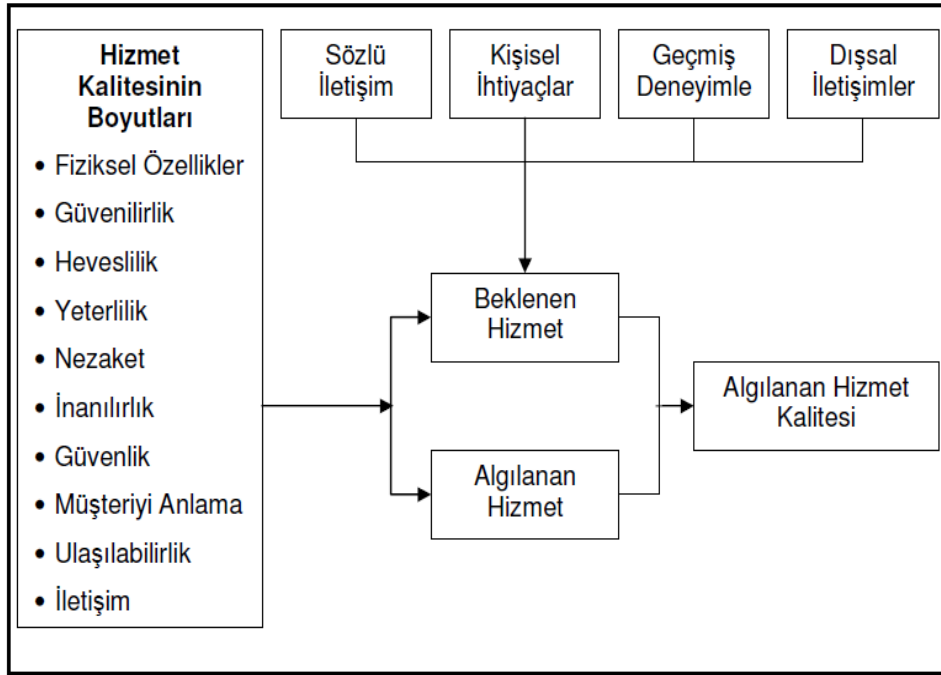 Hizmet
Kalitesinin
Boyutları
• Fiziksel Özellikler
• Güvenilirlik
• Heveslilik
• Yeterlilik
• Nezaket
• İnanılırlık
• Güvenlik
• Müşteriyi Anlama
• Ulaşılabilirlik
• İletişim
Sözlü
İletişim
Kişisel
İhtiyaçlar
Geçmiş
Deneyimle
Dışsal
İletişimler
Beklenen
Hizmet
Algılanan
Hizmet
Algılanan Hizmet
Kalitesi